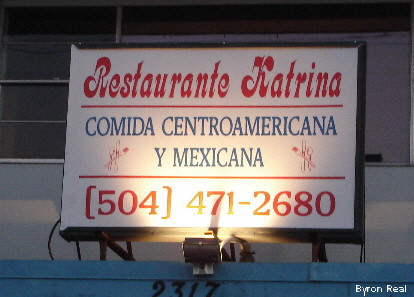 Restaurante Katrina
COMIDA CENTROAMERICANA
Y MEXICANA
(504) 471-2680
2317
Byron Real